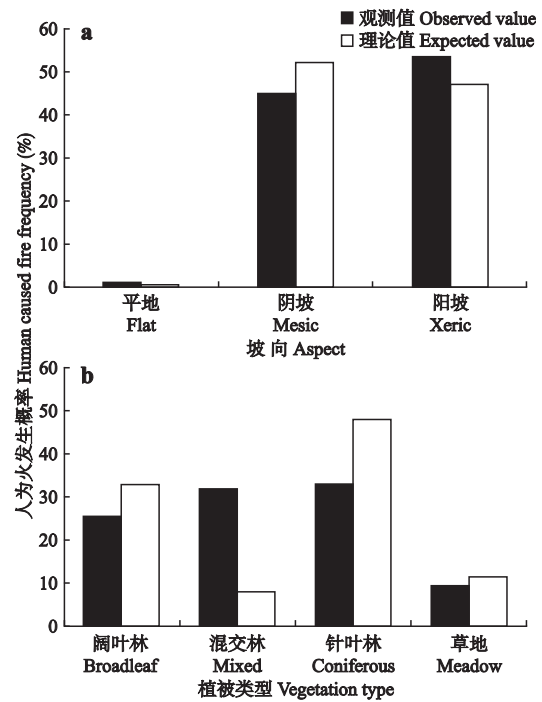 人为火发生概率 Human caused fire frequency (%)
a
观测值 Observed value
理论值 Expected value
60
50
40
30
20
10
0
平地
Flat
阴坡
Mesic
阳坡
Xeric
坡 向 Aspect
b
60
50
40
30
20
10
0
阔叶林
Broadleaf
混交林
Mixed
针叶林
Coniferous
草地
Meadow
植被类型 Vegetation type